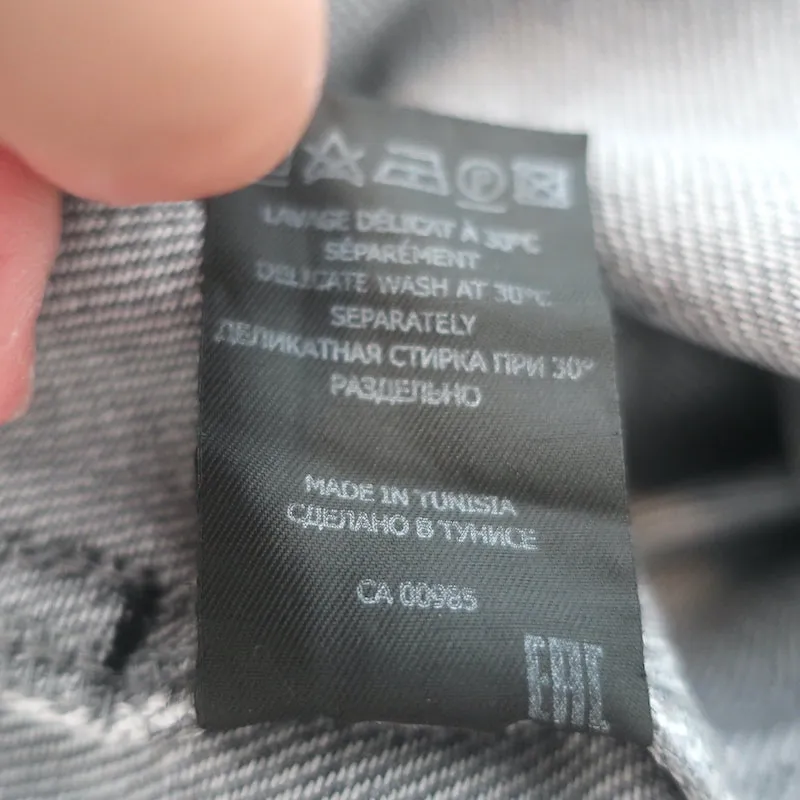 P
LAVAGE DÉLICAT À 30°C
SÉPARÉMENT
DELICATE WASH AT 30°C
SEPARATELY
ДЕЛИКАТНАЯ СТИРКА ПРИ 30°
РАЗДЕЛЬНО
MADE IN TUNISIA
СДЕЛАНО В ТУНИСЕ
CA 00985
EAC